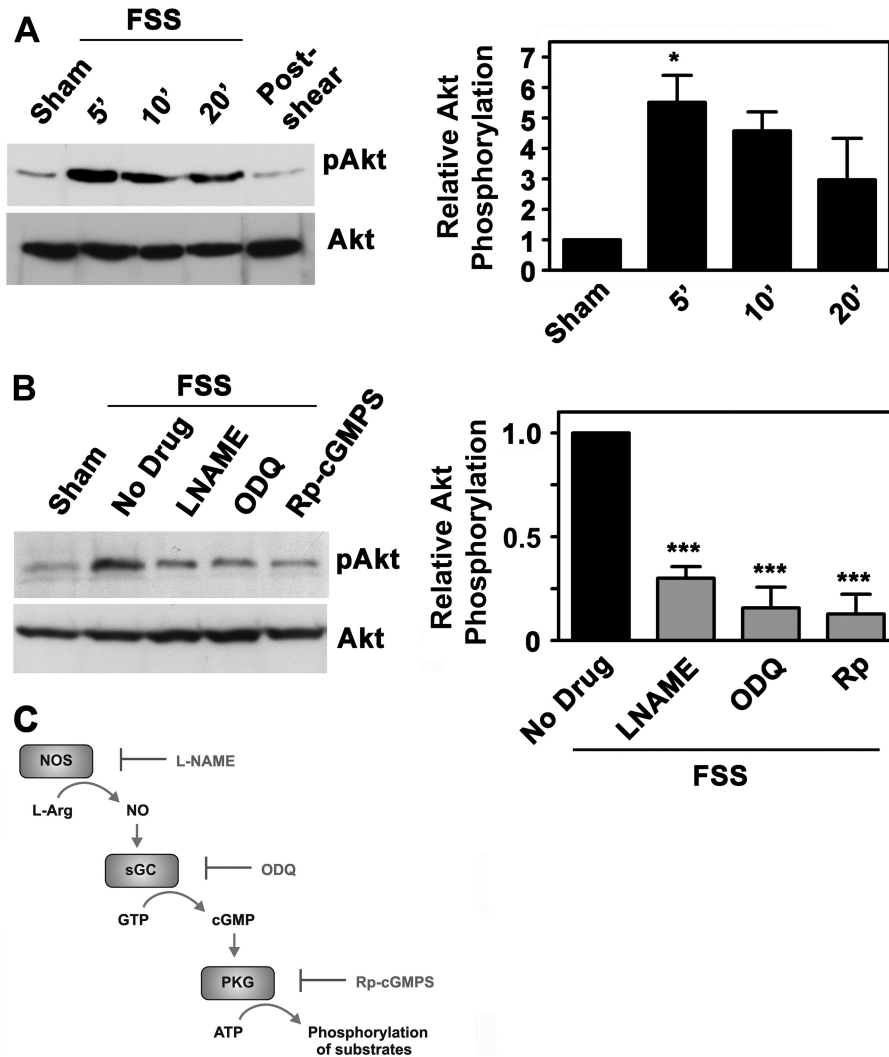 A
FSS
Sham
5’
10’
20’
Post-
shear
pAkt
Akt
Relative Akt
Phosphorylation
7
6
5
4
3
2
1
0
*
Sham
5’
10’
20’
B
FSS
Sham
No Drug
LNAME
ODQ
Rp-cGMPS
pAkt
Akt
Relative Akt
Phosphorylation
1.0
0.5
0
***
***
***
No Drug
LNAME
ODQ
Rp
FSS
C
NOS
L-NAME
L-Arg
NO
sGC
ODQ
GTP
cGMP
PKG
Rp-cGMPS
ATP
Phosphorylation
of substrates